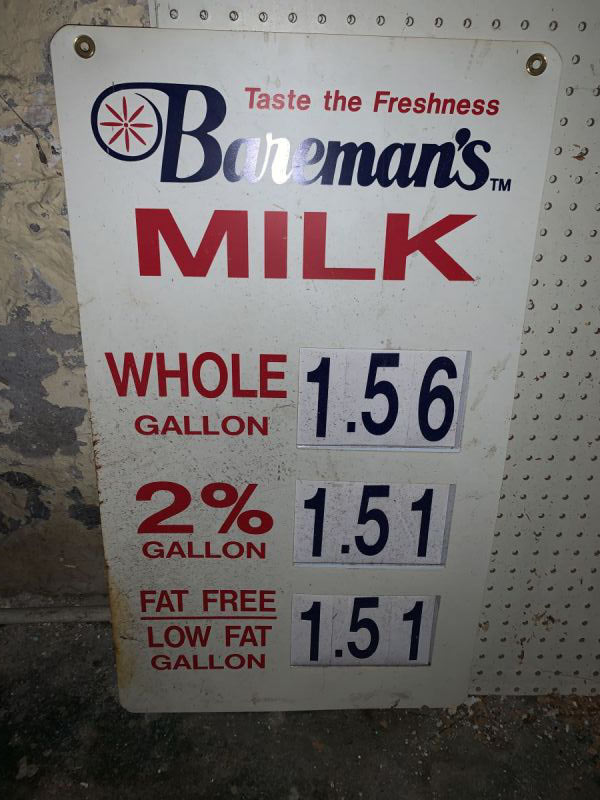 Taste the Freshness
Bareman's™
MILK
WHOLE 1.56
GALLON
2% 1.51
GALLON
FAT FREE 1.51
LOW FAT
GALLON